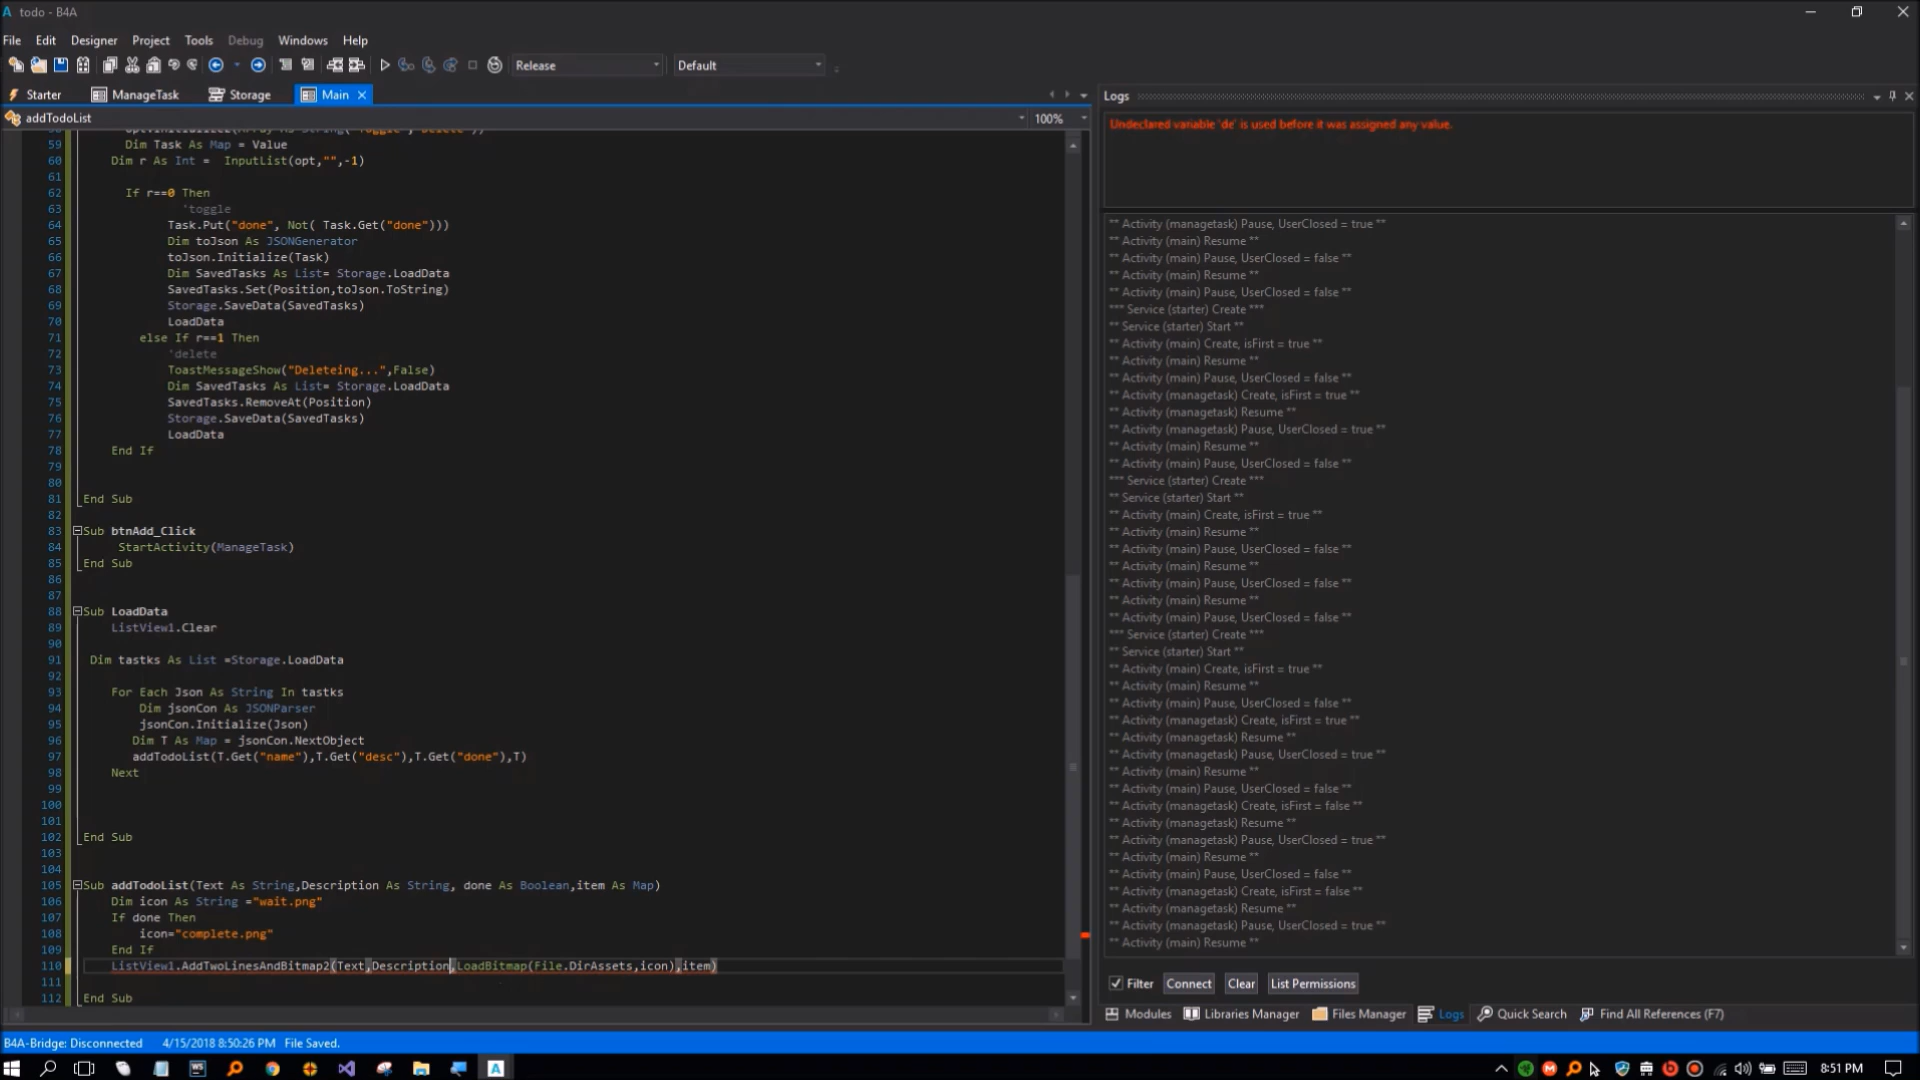 todo - B4A
File Edit Designer Project Tools Debug Windows Help
Release Default
Starter ManageTask Storage Main
addTodoList 100%
59 Dim Task As Map = Value
60 Dim r As Int = InputList(opt,"",-1)
61
62 If r==0 Then
63 'toggle
64 Task.Put("done", Not( Task.Get("done")))
65 Dim toJson As JSONGenerator
66 toJson.Initialize(Task)
67 Dim SavedTasks As List= Storage.LoadData
68 SavedTasks.Set(Position,toJson.ToString)
69 Storage.SaveData(SavedTasks)
70 LoadData
71 else If r==1 Then
72 'delete
73 ToastMessageShow("Deleteing...",False)
74 Dim SavedTasks As List= Storage.LoadData
75 SavedTasks.RemoveAt(Position)
76 Storage.SaveData(SavedTasks)
77 LoadData
78 End If
79
80
81 End Sub
82
83 Sub btnAdd_Click
84 StartActivity(ManageTask)
85 End Sub
86
87
88 Sub LoadData
89 ListView1.Clear
90
91 Dim tastks As List =Storage.LoadData
92
93 For Each Json As String In tastks
94 Dim jsonCon As JSONParser
95 jsonCon.Initialize(Json)
96 Dim T As Map = jsonCon.NextObject
97 addTodoList(T.Get("name"),T.Get("desc"),T.Get("done"),T)
98 Next
99
100
101
102 End Sub
103
104
105 Sub addTodoList(Text As String,Description As String, done As Boolean,item As Map)
106 Dim icon As String ="wait.png"
107 If done Then
108 icon="complete.png"
109 End If
110 ListView1.AddTwoLinesAndBitmap2(Text,Description,LoadBitmap(File.DirAssets,icon),item)
111
112 End Sub
Logs
Undeclared variable 'de' is used before it was assigned any value.
** Activity (managetask) Pause, UserClosed = true **
** Activity (main) Resume **
** Activity (main) Pause, UserClosed = false **
** Activity (main) Resume **
** Activity (main) Pause, UserClosed = false **
*** Service (starter) Create ***
** Service (starter) Start **
** Activity (main) Create, isFirst = true **
** Activity (main) Resume **
** Activity (main) Pause, UserClosed = false **
** Activity (managetask) Create, isFirst = true **
** Activity (managetask) Resume **
** Activity (managetask) Pause, UserClosed = true **
** Activity (main) Resume **
** Activity (main) Pause, UserClosed = false **
*** Service (starter) Create ***
** Service (starter) Start **
** Activity (main) Create, isFirst = true **
** Activity (main) Resume **
** Activity (main) Pause, UserClosed = false **
** Activity (main) Resume **
** Activity (main) Pause, UserClosed = false **
** Activity (main) Resume **
** Activity (main) Pause, UserClosed = false **
*** Service (starter) Create ***
** Service (starter) Start **
** Activity (main) Create, isFirst = true **
** Activity (main) Resume **
** Activity (main) Pause, UserClosed = false **
** Activity (managetask) Create, isFirst = true **
** Activity (managetask) Resume **
** Activity (managetask) Pause, UserClosed = true **
** Activity (main) Resume **
** Activity (main) Pause, UserClosed = false **
** Activity (managetask) Create, isFirst = false **
** Activity (managetask) Resume **
** Activity (managetask) Pause, UserClosed = true **
** Activity (main) Resume **
** Activity (main) Pause, UserClosed = false **
** Activity (managetask) Create, isFirst = false **
** Activity (managetask) Resume **
** Activity (managetask) Pause, UserClosed = true **
** Activity (main) Resume **
Filter Connect Clear List Permissions
Modules Libraries Manager Files Manager Logs Quick Search Find All References (F7)
B4A-Bridge: Disconnected 4/15/2018 8:50:26 PM File Saved.
8:51 PM